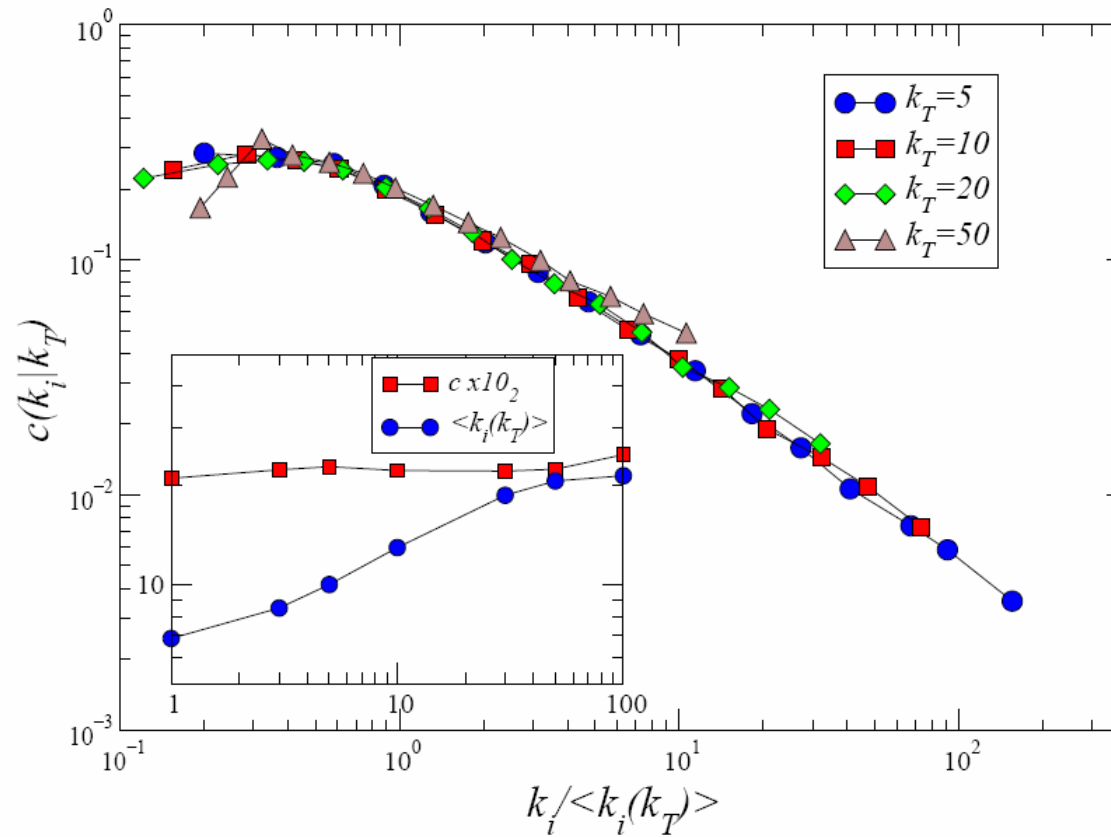 10^0
k_T=5
k_T=10
k_T=20
k_T=50
10^-1
c(k_i|k_T)
c x10_2
<k_i(k_T)>
10^-2
10
1 10 100
10^-3
10^-1 10^0 10^1 10^2
k_i/<k_i(k_T)>